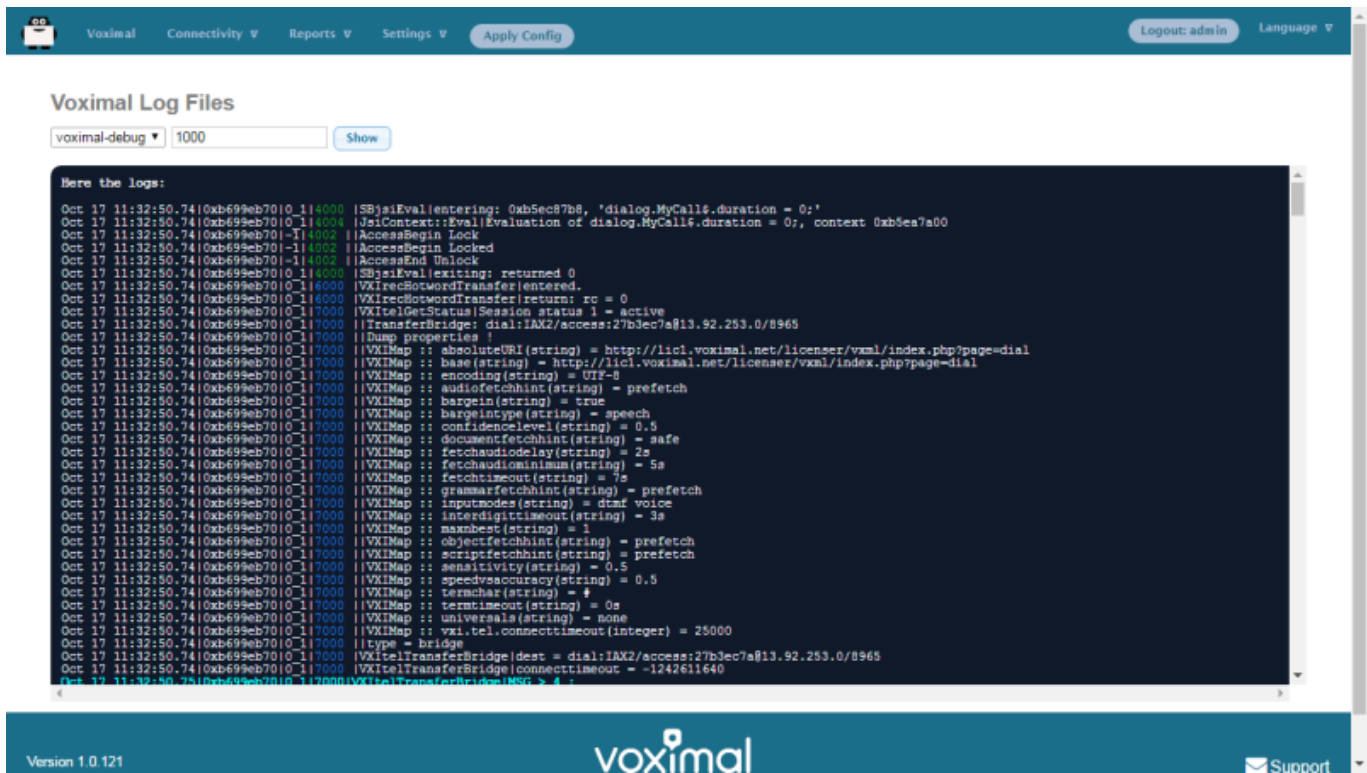 Voximal Connectivity ∇ Reports ∇ Settings ∇ Apply Config Logout: admin Language ∇
Voximal Log Files
voximal-debug ▼ 1000 Show
Here the logs:
Oct 17 11:32:50.74|0xb699eb70|0_1|4000 |SBjsiEval|entering: 0xb5ec87b8, 'dialog.MyCall$.duration = 0;'
Oct 17 11:32:50.74|0xb699eb70|0_1|4004 |JsiContext::Eval|Evaluation of dialog.MyCall$.duration = 0;, context 0xb5ea7a00
Oct 17 11:32:50.74|0xb699eb70|-1|4002 ||AccessBegin Lock
Oct 17 11:32:50.74|0xb699eb70|-1|4002 ||AccessBegin Locked
Oct 17 11:32:50.74|0xb699eb70|-1|4002 ||AccessEnd Unlock
Oct 17 11:32:50.74|0xb699eb70|0_1|4000 |SBjsiEval|exiting: returned 0
Oct 17 11:32:50.74|0xb699eb70|0_1|6000 |VXIrecHotwordTransfer|entered.
Oct 17 11:32:50.74|0xb699eb70|0_1|6000 |VXIrecHotwordTransfer|return: rc = 0
Oct 17 11:32:50.74|0xb699eb70|0_1|7000 |VXItelGetStatus|Session status 1 = active
Oct 17 11:32:50.74|0xb699eb70|0_1|7000 ||TransferBridge: dial:IAX2/access:27b3ec7a@13.92.253.0/8965
Oct 17 11:32:50.74|0xb699eb70|0_1|7000 ||Dump properties !
Oct 17 11:32:50.74|0xb699eb70|0_1|7000 ||VXIMap :: absoluteURI(string) = http://lic1.voximal.net/licenser/vxml/index.php?page=dial
Oct 17 11:32:50.74|0xb699eb70|0_1|7000 ||VXIMap :: base(string) = http://lic1.voximal.net/licenser/vxml/index.php?page=dial
Oct 17 11:32:50.74|0xb699eb70|0_1|7000 ||VXIMap :: encoding(string) = UTF-8
Oct 17 11:32:50.74|0xb699eb70|0_1|7000 ||VXIMap :: audiofetchhint(string) = prefetch
Oct 17 11:32:50.74|0xb699eb70|0_1|7000 ||VXIMap :: bargein(string) = true
Oct 17 11:32:50.74|0xb699eb70|0_1|7000 ||VXIMap :: bargeintype(string) = speech
Oct 17 11:32:50.74|0xb699eb70|0_1|7000 ||VXIMap :: confidencelevel(string) = 0.5
Oct 17 11:32:50.74|0xb699eb70|0_1|7000 ||VXIMap :: documentfetchhint(string) = safe
Oct 17 11:32:50.74|0xb699eb70|0_1|7000 ||VXIMap :: fetchaudiodelay(string) = 2s
Oct 17 11:32:50.74|0xb699eb70|0_1|7000 ||VXIMap :: fetchaudiominimum(string) = 5s
Oct 17 11:32:50.74|0xb699eb70|0_1|7000 ||VXIMap :: fetchtimeout(string) = 7s
Oct 17 11:32:50.74|0xb699eb70|0_1|7000 ||VXIMap :: grammarfetchhint(string) = prefetch
Oct 17 11:32:50.74|0xb699eb70|0_1|7000 ||VXIMap :: inputmodes(string) = dtmf voice
Oct 17 11:32:50.74|0xb699eb70|0_1|7000 ||VXIMap :: interdigittimeout(string) = 3s
Oct 17 11:32:50.74|0xb699eb70|0_1|7000 ||VXIMap :: maxnbest(string) = 1
Oct 17 11:32:50.74|0xb699eb70|0_1|7000 ||VXIMap :: objectfetchhint(string) = prefetch
Oct 17 11:32:50.74|0xb699eb70|0_1|7000 ||VXIMap :: scriptfetchhint(string) = prefetch
Oct 17 11:32:50.74|0xb699eb70|0_1|7000 ||VXIMap :: sensitivity(string) = 0.5
Oct 17 11:32:50.74|0xb699eb70|0_1|7000 ||VXIMap :: speedvsaccuracy(string) = 0.5
Oct 17 11:32:50.74|0xb699eb70|0_1|7000 ||VXIMap :: termchar(string) = #
Oct 17 11:32:50.74|0xb699eb70|0_1|7000 ||VXIMap :: termtimeout(string) = 0s
Oct 17 11:32:50.74|0xb699eb70|0_1|7000 ||VXIMap :: universals(string) = none
Oct 17 11:32:50.74|0xb699eb70|0_1|7000 ||VXIMap :: vxi.tel.connecttimeout(integer) = 25000
Oct 17 11:32:50.74|0xb699eb70|0_1|7000 ||type = bridge
Oct 17 11:32:50.74|0xb699eb70|0_1|7000 |VXItelTransferBridge|dest = dial:IAX2/access:27b3ec7a@13.92.253.0/8965
Oct 17 11:32:50.74|0xb699eb70|0_1|7000 |VXItelTransferBridge|connecttimeout = -1242611640
Oct 17 11:32:50.75|0xb699eb70|0_1|7000|VXItelTransferBridge|MSG > 4 :
Version 1.0.121 voximal Support